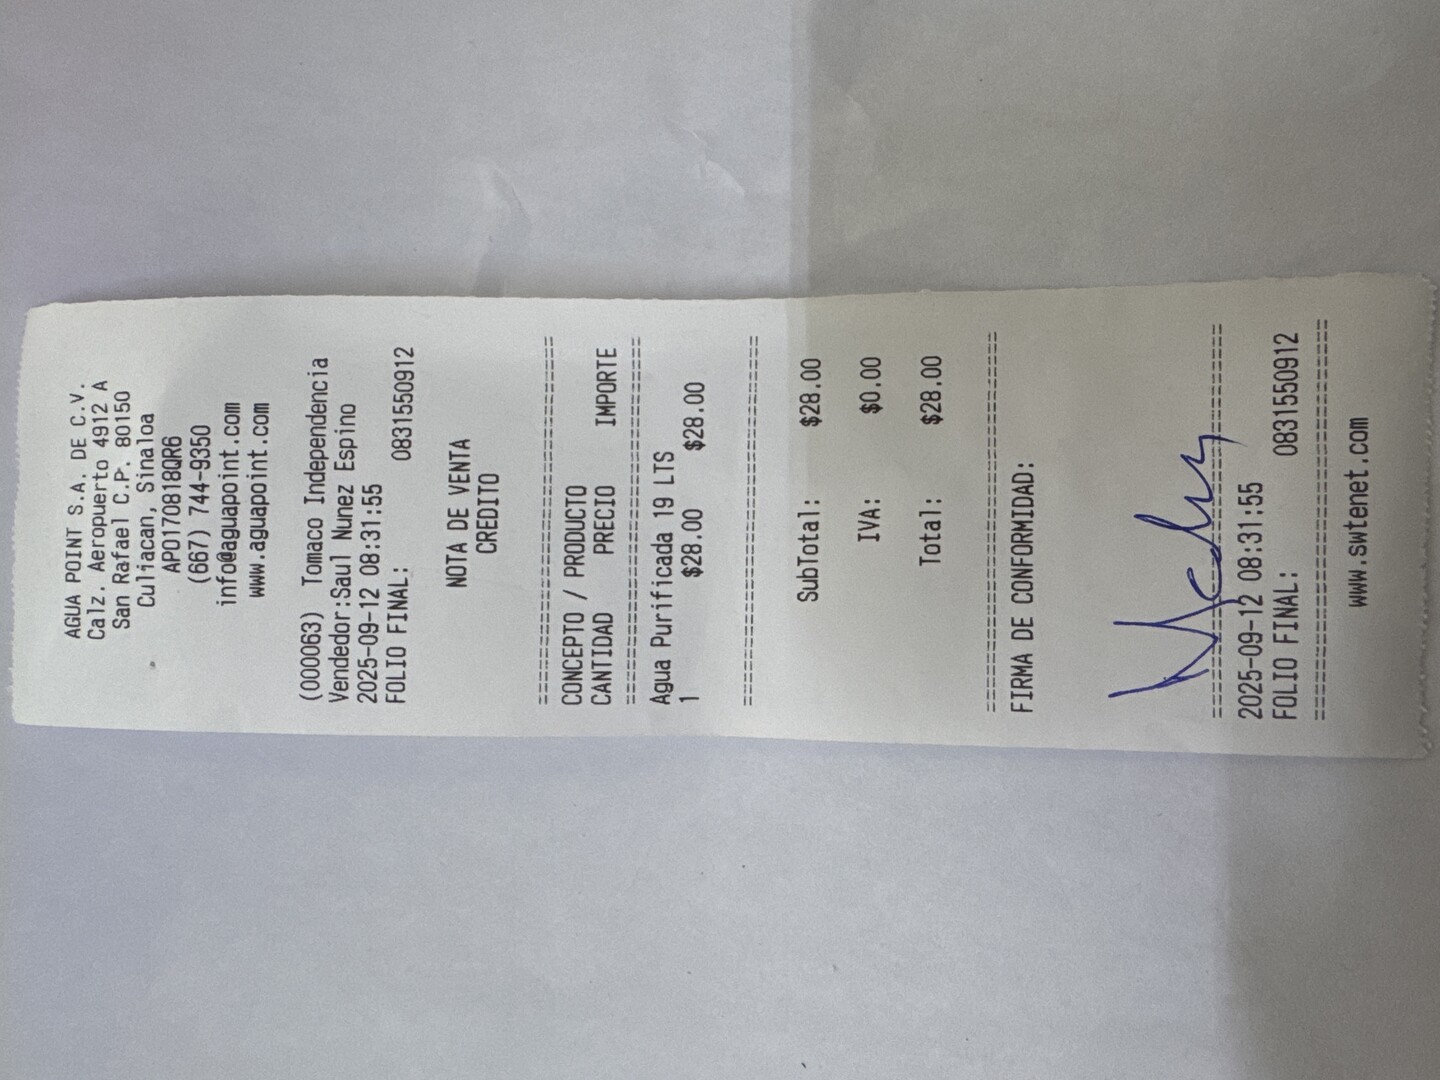 AGUA POINT S.A. DE C.V.
Calz. Aeropuerto 4912 A
San Rafael C.P. 80150
Culiacan, Sinaloa
APO170818QR6
(667) 744-9350
info@aguapoint.com
www.aguapoint.com
(000063) Tomaco Independencia
Vendedor:Saul Nunez Espino
2025-09-12 08:31:55
FOLIO FINAL: 0831550912
NOTA DE VENTA
CREDITO
===================================
CONCEPTO / PRODUCTO
CANTIDAD PRECIO IMPORTE
===================================
Agua Purificada 19 LTS
1 $28.00 $28.00
===================================
SubTotal: $28.00
IVA: $0.00
Total: $28.00
===================================
FIRMA DE CONFORMIDAD:
===================================
2025-09-12 08:31:55
FOLIO FINAL: 0831550912
===================================
www.swtenet.com